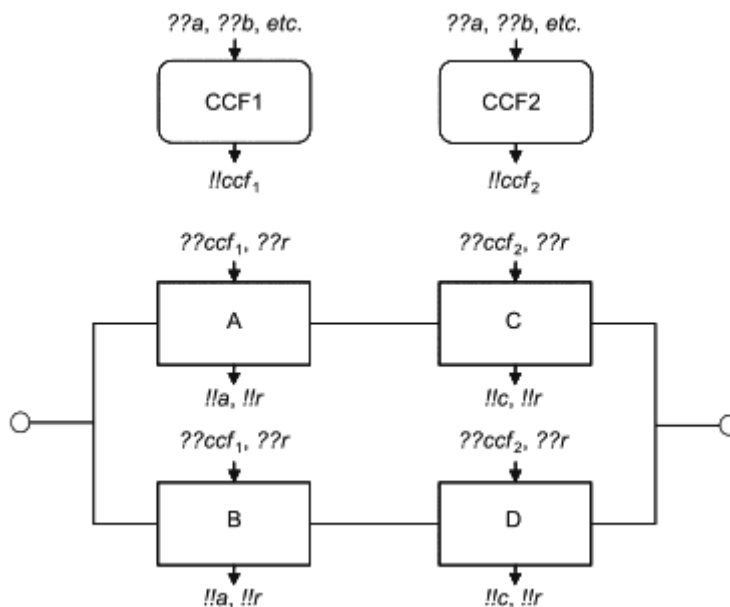 ??a, ??b, etc.
??a, ??b, etc.
CCF1
CCF2
!!ccf₁
!!ccf₂
??ccf₁, ??r
??ccf₂, ??r
A
C
!!a, !!r
!!c, !!r
??ccf₁, ??r
??ccf₂, ??r
B
D
!!a, !!r
!!c, !!r